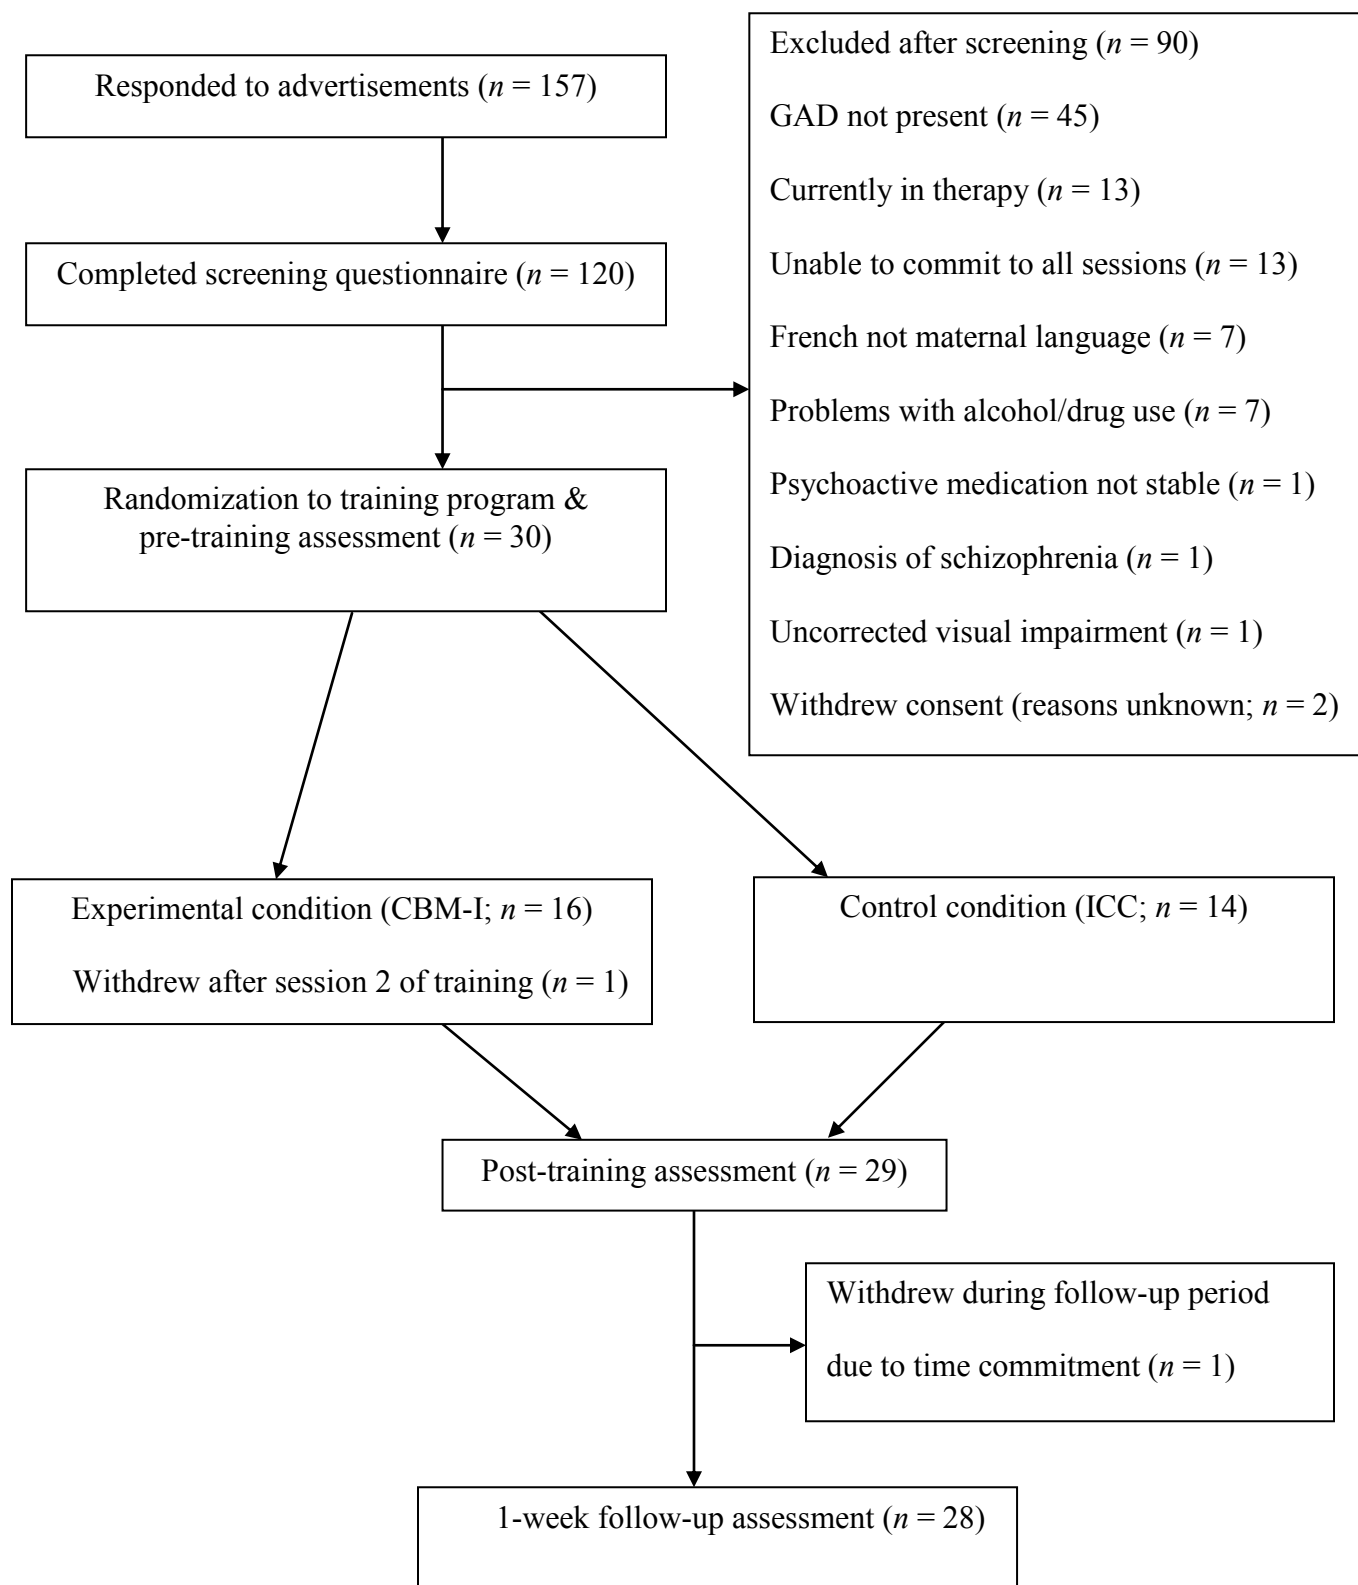 Responded to advertisements (n = 157)
Completed screening questionnaire (n = 120)
Excluded after screening (n = 90)
GAD not present (n = 45)
Currently in therapy (n = 13)
Unable to commit to all sessions (n = 13)
French not maternal language (n = 7)
Problems with alcohol/drug use (n = 7)
Psychoactive medication not stable (n = 1)
Diagnosis of schizophrenia (n = 1)
Uncorrected visual impairment (n = 1)
Withdrew consent (reasons unknown; n = 2)
Randomization to training program &
pre-training assessment (n = 30)
Experimental condition (CBM-I; n = 16)
Withdrew after session 2 of training (n = 1)
Control condition (ICC; n = 14)
Post-training assessment (n = 29)
Withdrew during follow-up period
due to time commitment (n = 1)
1-week follow-up assessment (n = 28)